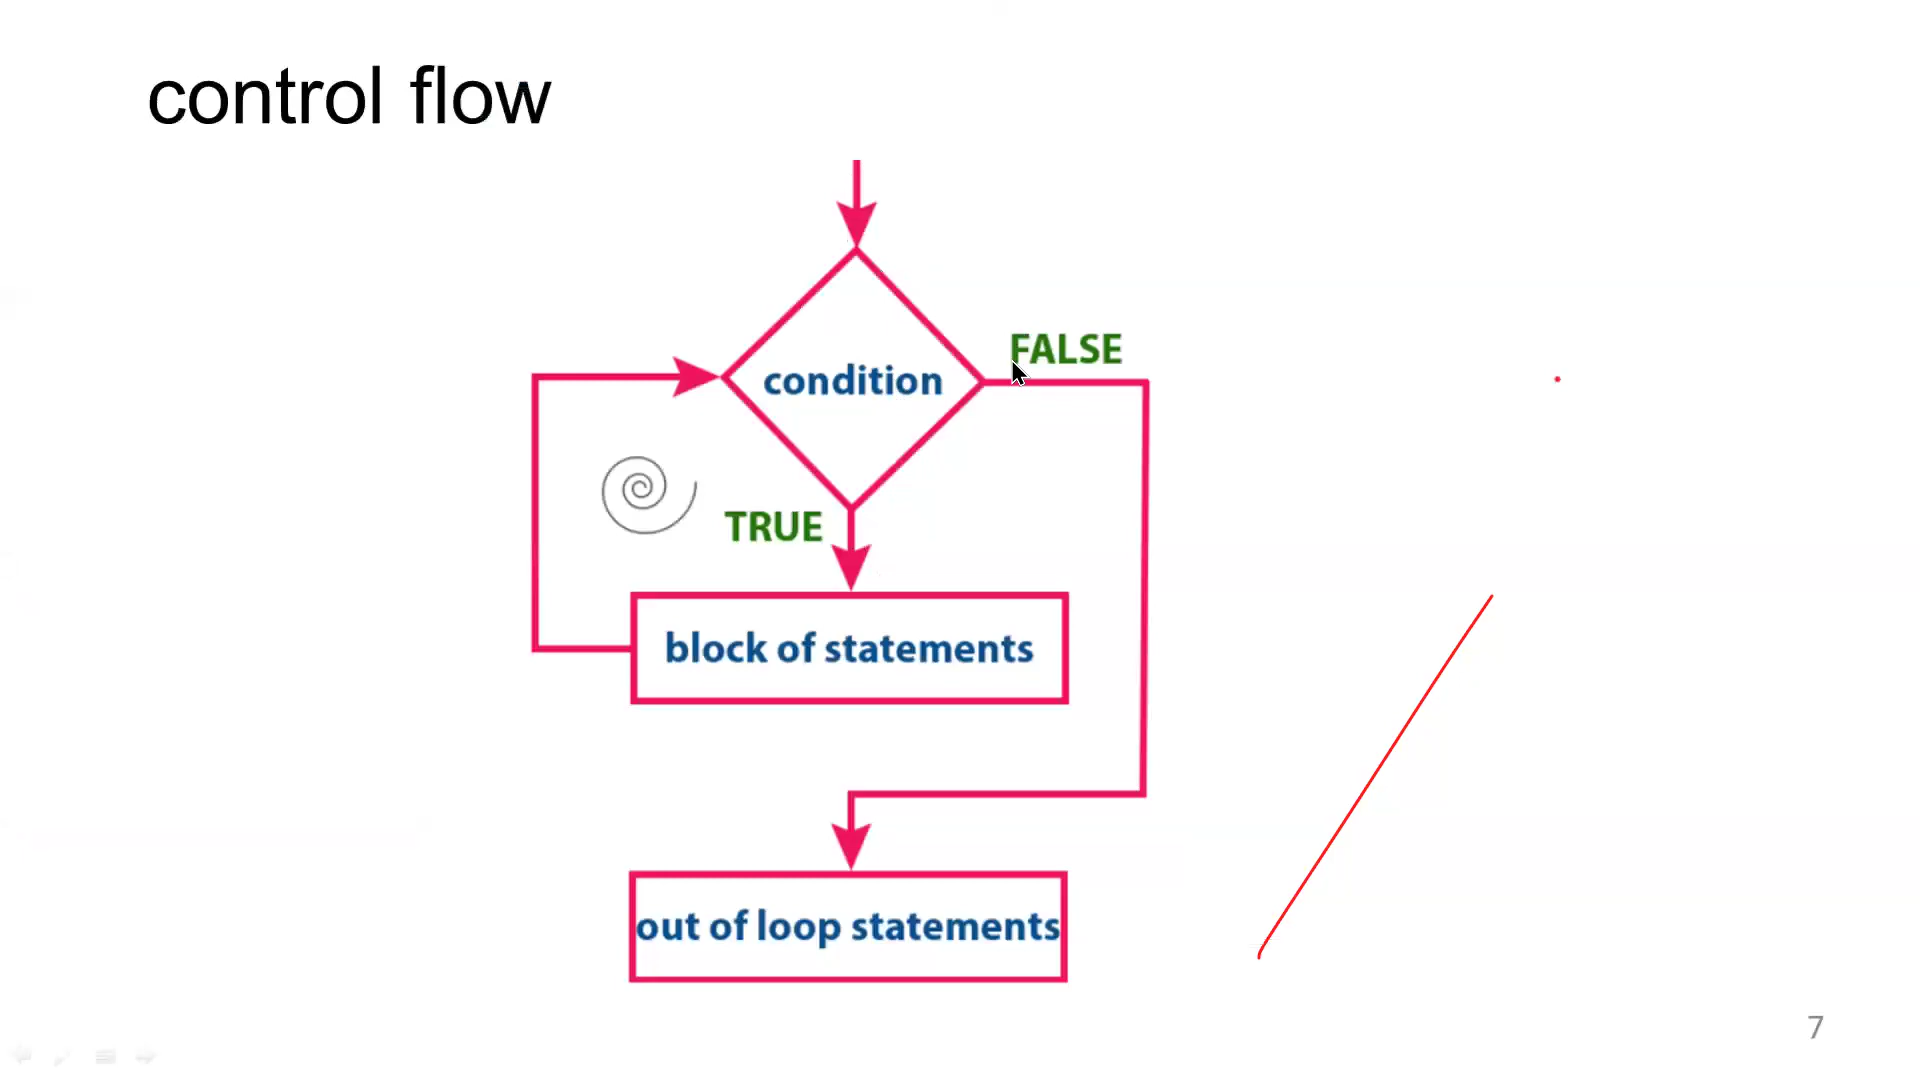 control flow
FALSE
condition
TRUE
block of statements
out of loop statements
7